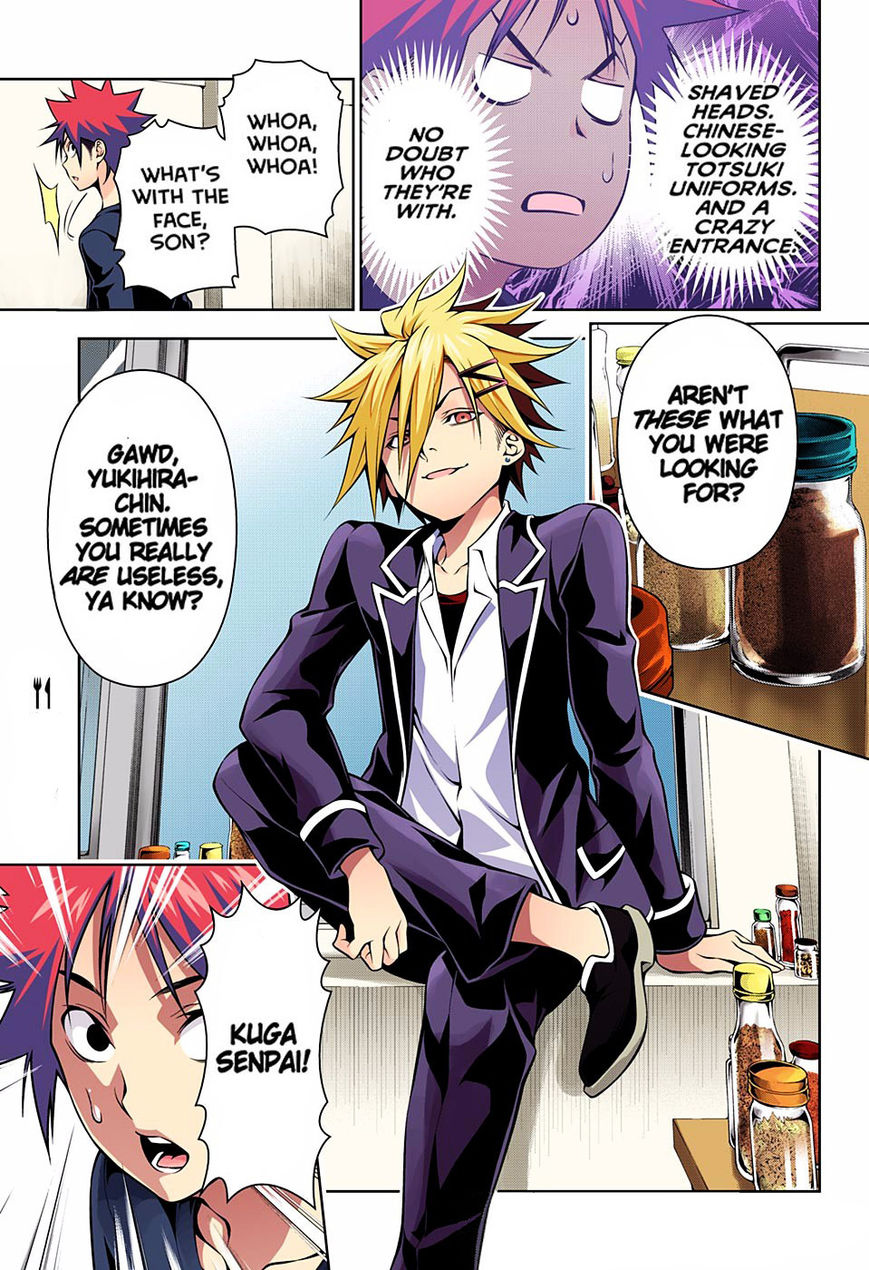 SHAVED
HEADS.
CHINESE-
LOOKING
TOTSUKI
UNIFORMS.
AND A
CRAZY
ENTRANCE.
NO
DOUBT
WHO
THEY'RE
WITH.
WHOA,
WHOA,
WHOA!
WHAT'S
WITH THE
FACE,
SON?
AREN'T
THESE WHAT
YOU WERE
LOOKING
FOR?
GAWD,
YUKIHIRA-
CHIN.
SOMETIMES
YOU REALLY
ARE USELESS,
YA KNOW?
KUGA
SENPAI!